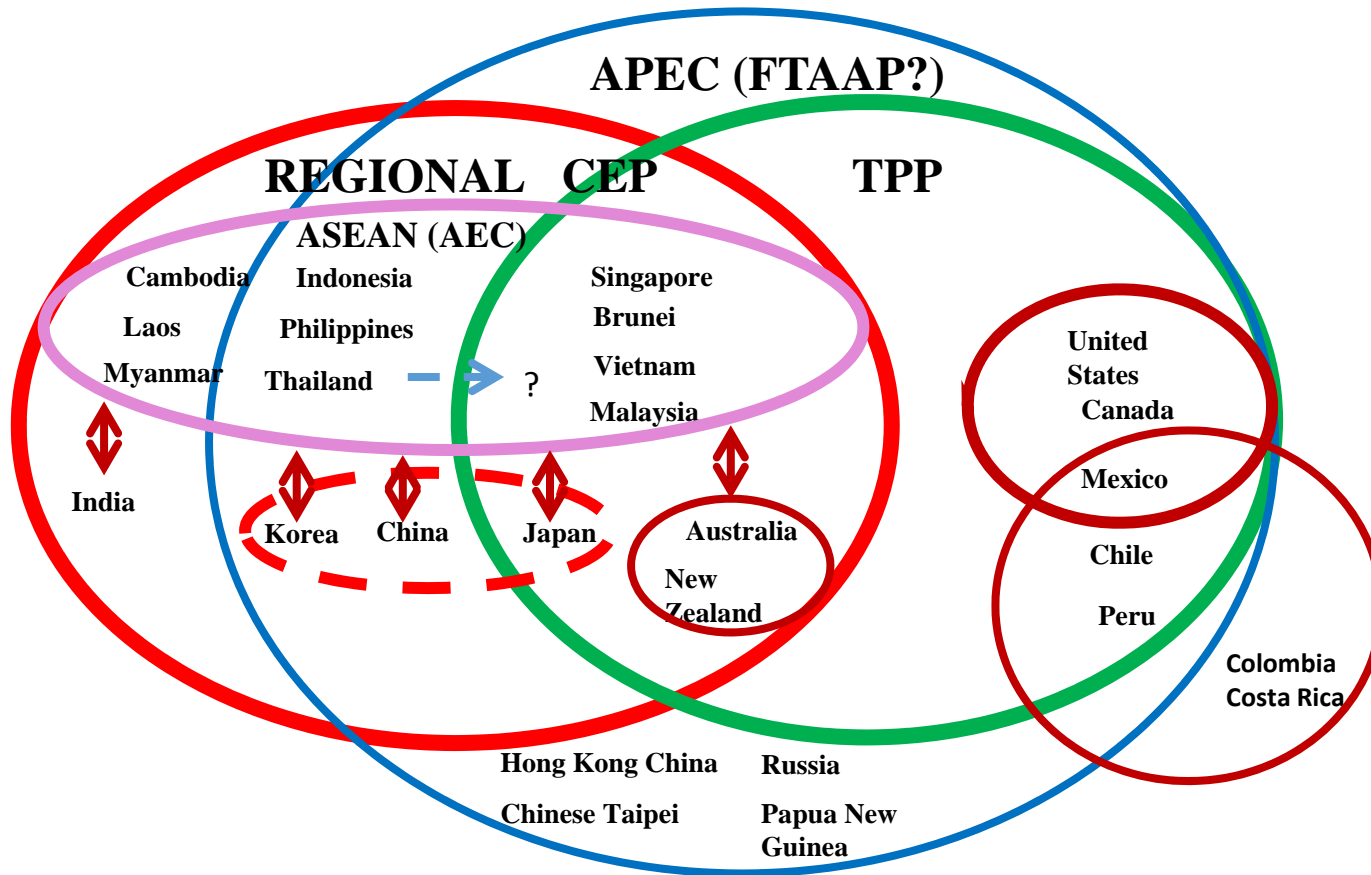 APEC (FTAAP?)
REGIONAL CEP
TPP
ASEAN (AEC)
Cambodia
Indonesia
Singapore
Laos
Philippines
Brunei
Myanmar
Thailand
?
Vietnam
Malaysia
United
States
Canada
Mexico
India
Korea
China
Japan
Australia
New
Zealand
Chile
Peru
Colombia
Costa Rica
Hong Kong China
Russia
Chinese Taipei
Papua New
Guinea